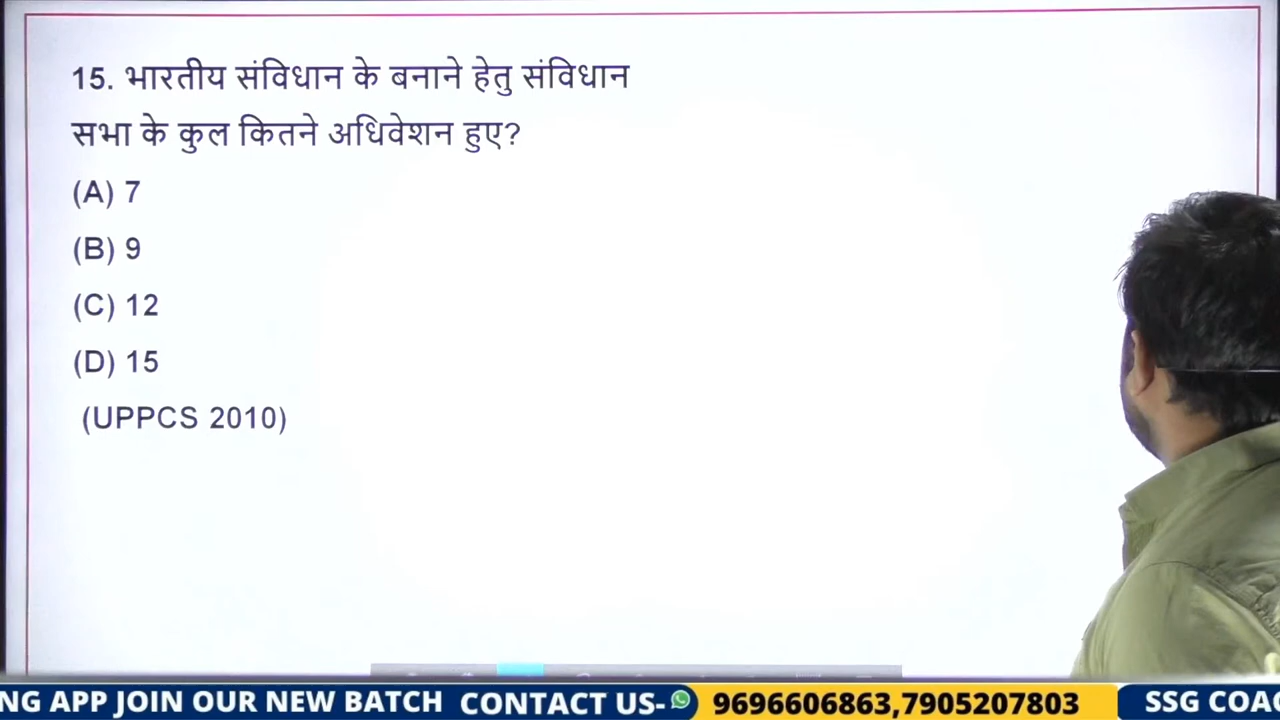 15. भारतीय संविधान के बनाने हेतु संविधान
सभा के कुल कितने अधिवेशन हुए?
(A) 7
(B) 9
(C) 12
(D) 15
(UPPCS 2010)
NG APP JOIN OUR NEW BATCH CONTACT US- 9696606863,7905207803 SSG COAC